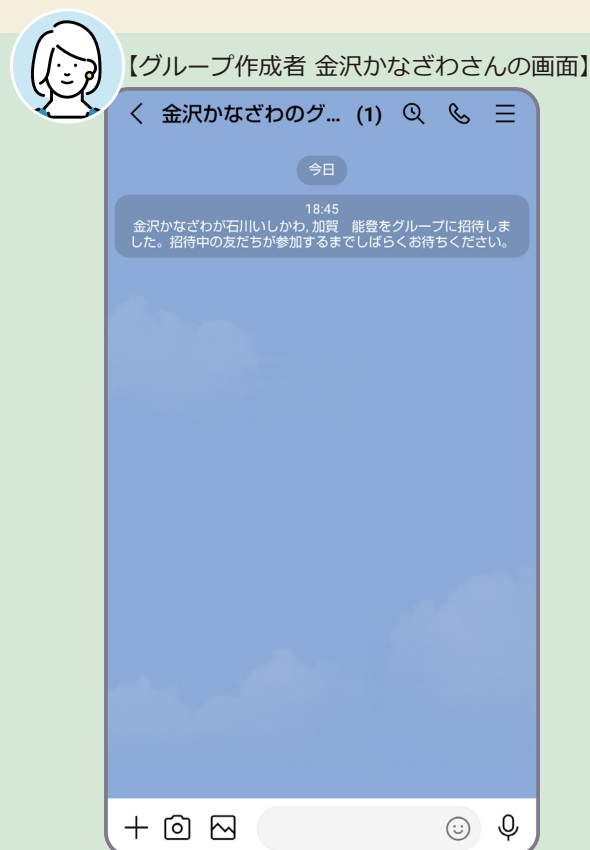 【グループ作成者 金沢かなざわさんの画面】
金沢かなざわのグ... (1)
今日
18:45
金沢かなざわが石川いしかわ, 加賀　能登をグループに招待しま
した。招待中の友だちが参加するまでしばらくお待ちください。